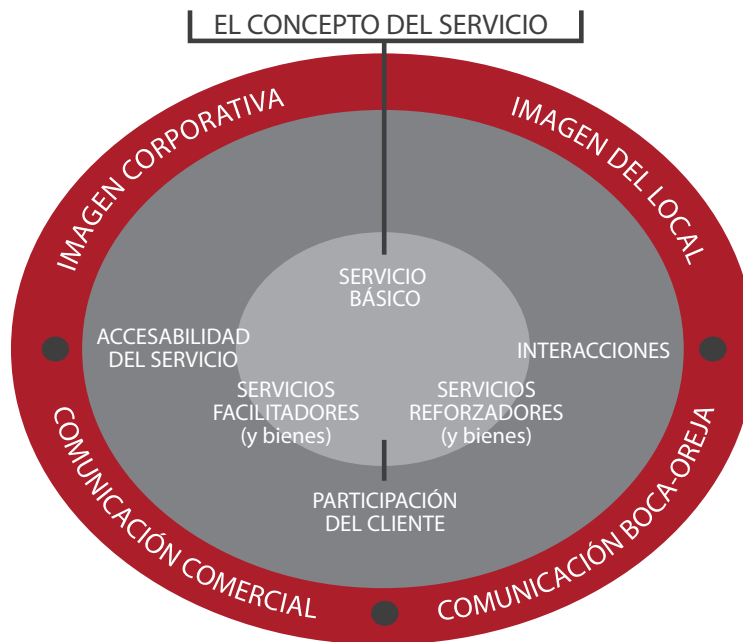 EL CONCEPTO DEL SERVICIO
IMAGEN CORPORATIVA
IMAGEN DEL LOCAL
SERVICIO
BÁSICO
ACCESABILIDAD
DEL SERVICIO
INTERACCIONES
SERVICIOS
FACILITADORES
(y bienes)
SERVICIOS
REFORZADORES
(y bienes)
PARTICIPACIÓN
DEL CLIENTE
COMUNICACIÓN COMERCIAL
COMUNICACIÓN BOCA-OREJA